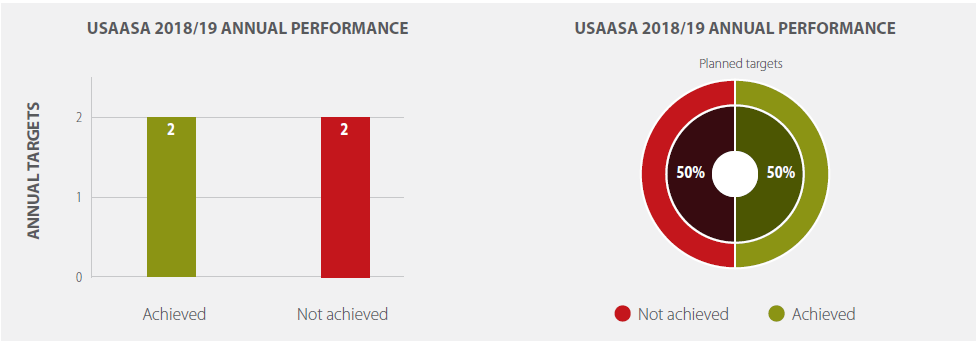 USAASA 2018/19 ANNUAL PERFORMANCE
ANNUAL TARGETS
2
1
0
2
2
Achieved
Not achieved
USAASA 2018/19 ANNUAL PERFORMANCE
Planned targets
50%
50%
Not achieved
Achieved